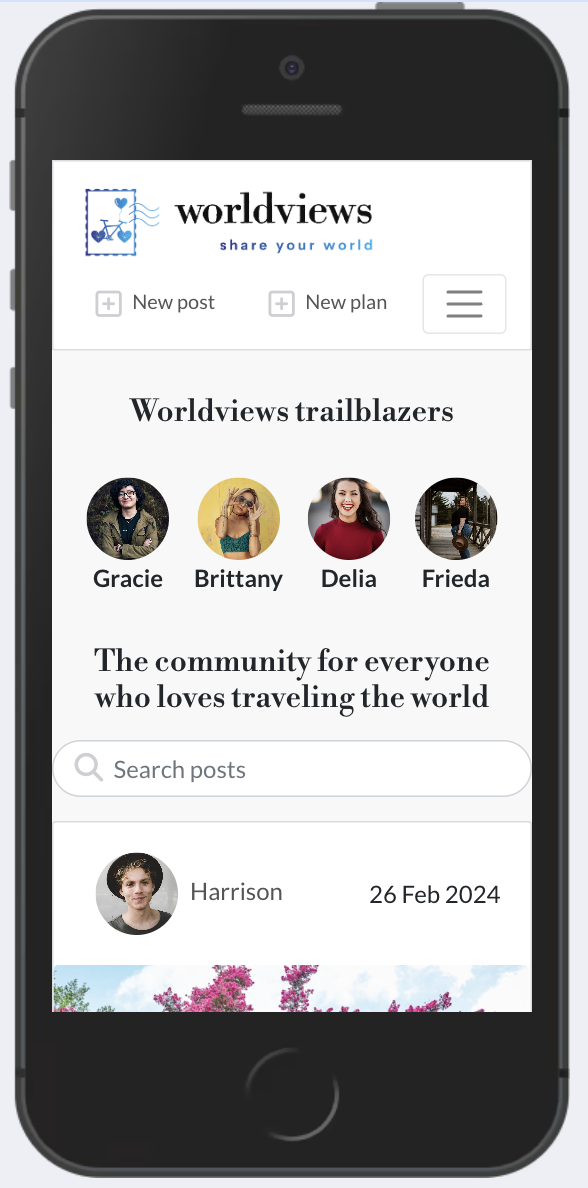 worldviews
share your world
New post New plan
Worldviews trailblazers
Gracie Brittany Delia Frieda
The community for everyone
who loves traveling the world
Search posts
Harrison 26 Feb 2024